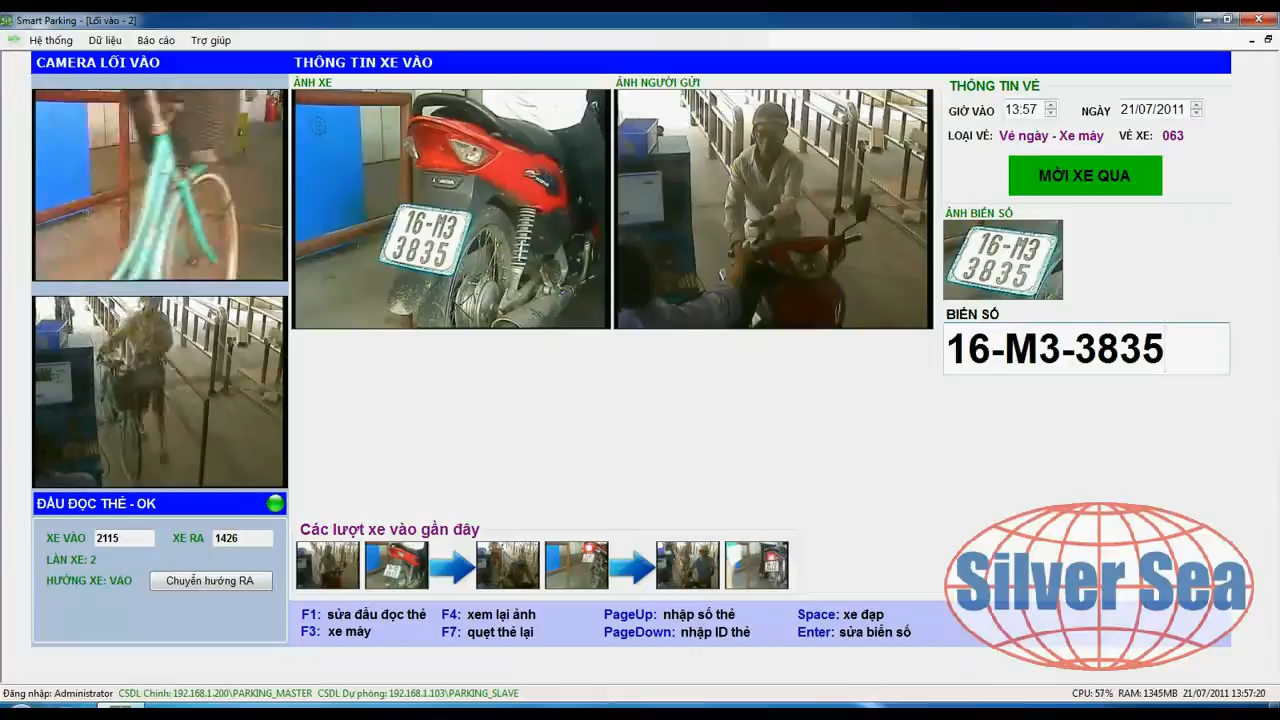 Smart Parking - [Lối vào - 2]
Hệ thống Dữ liệu Báo cáo Trợ giúp
CAMERA LỐI VÀO
THÔNG TIN XE VÀO
ẢNH XE
ẢNH NGƯỜI GỬI
16-M3
3835
THÔNG TIN VÉ
GIỜ VÀO 13:57 NGÀY 21/07/2011
LOẠI VÉ: Vé ngày - Xe máy VÉ XE: 063
MỜI XE QUA
ẢNH BIỂN SỐ
16-M3
3835
BIỂN SỐ
16-M3-3835
ĐẦU ĐỌC THẺ - OK
XE VÀO 2115 XE RA 1426
LÀN XE: 2
HƯỚNG XE: VÀO Chuyển hướng RA
Các lượt xe vào gần đây
F1: sửa đầu đọc thẻ F4: xem lại ảnh PageUp: nhập số thẻ Space: xe đạp
F3: xe máy F7: quẹt thẻ lại PageDown: nhập ID thẻ Enter: sửa biển số
Silver Sea
Đăng nhập: Administrator CSDL Chính: 192.168.1.200\PARKING_MASTER CSDL Dự phòng: 192.168.1.103\PARKING_SLAVE CPU: 57% RAM: 1345MB 21/07/2011 13:57:20